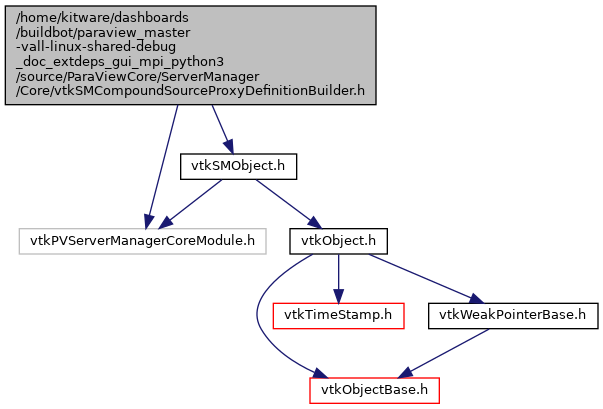 /home/kitware/dashboards
/buildbot/paraview_master
-vall-linux-shared-debug
_doc_extdeps_gui_mpi_python3
/source/ParaViewCore/ServerManager
/Core/vtkSMCompoundSourceProxyDefinitionBuilder.h
vtkSMObject.h
vtkPVServerManagerCoreModule.h
vtkObject.h
vtkTimeStamp.h
vtkWeakPointerBase.h
vtkObjectBase.h